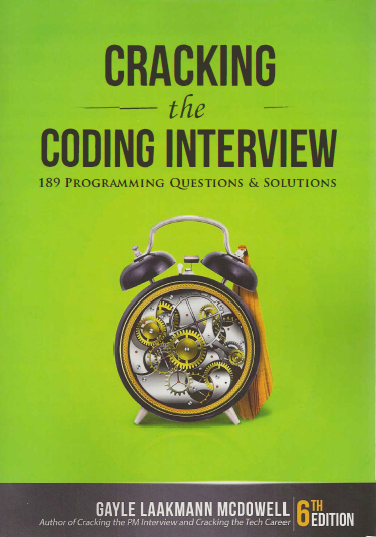 CRACKING
the
CODING INTERVIEW
189 PROGRAMMING QUESTIONS & SOLUTIONS
GAYLE LAAKMANN MCDOWELL
Author of Cracking the PM Interview and Cracking the Tech Career
6TH
EDITION